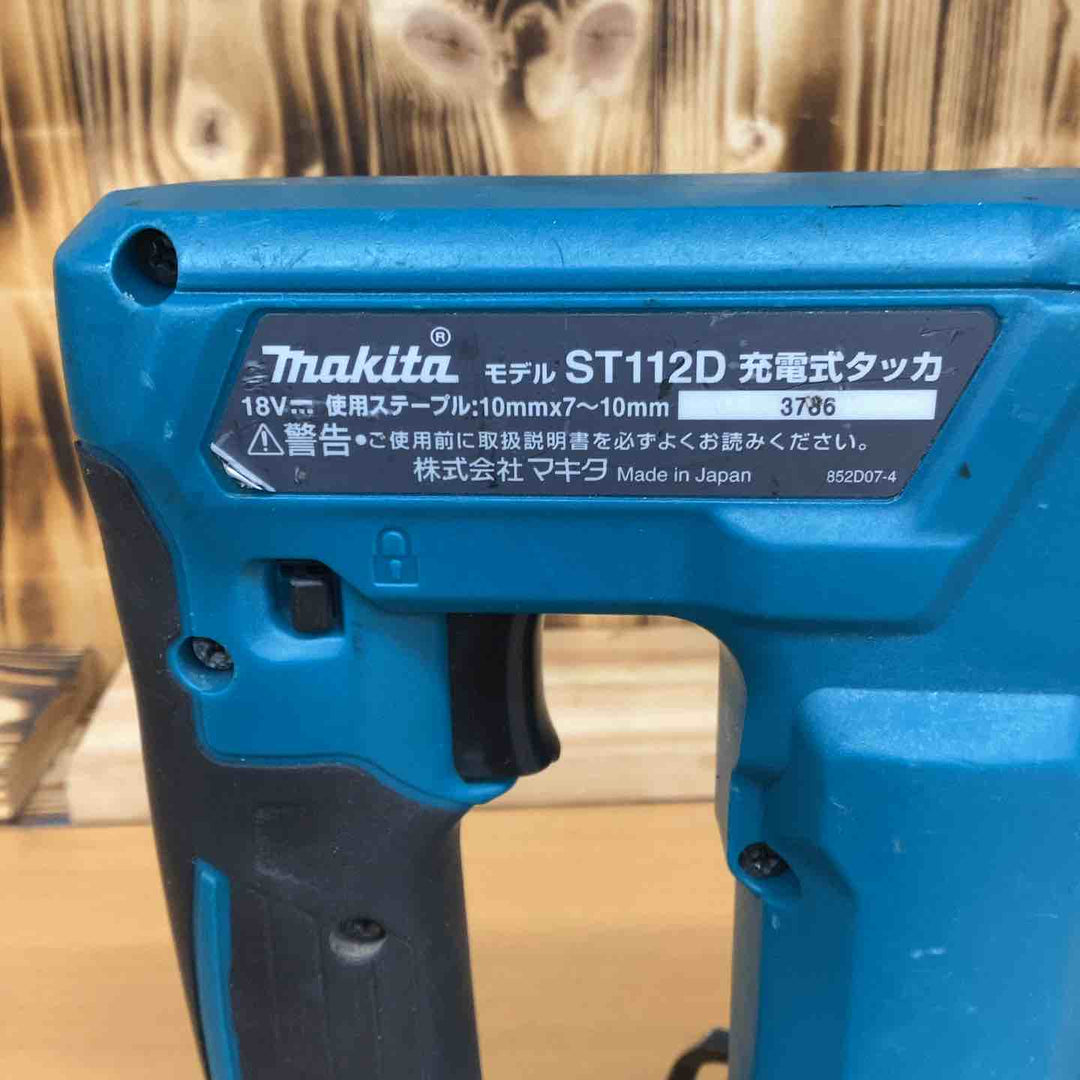 makita® モデル ST112D 充電式タッカ
18V⎓ 使用ステープル:10mmx7〜10mm 3786
⚠警告●ご使用前に取扱説明書を必ずよくお読みください。
株式会社 マキタ Made in Japan 852D07-4